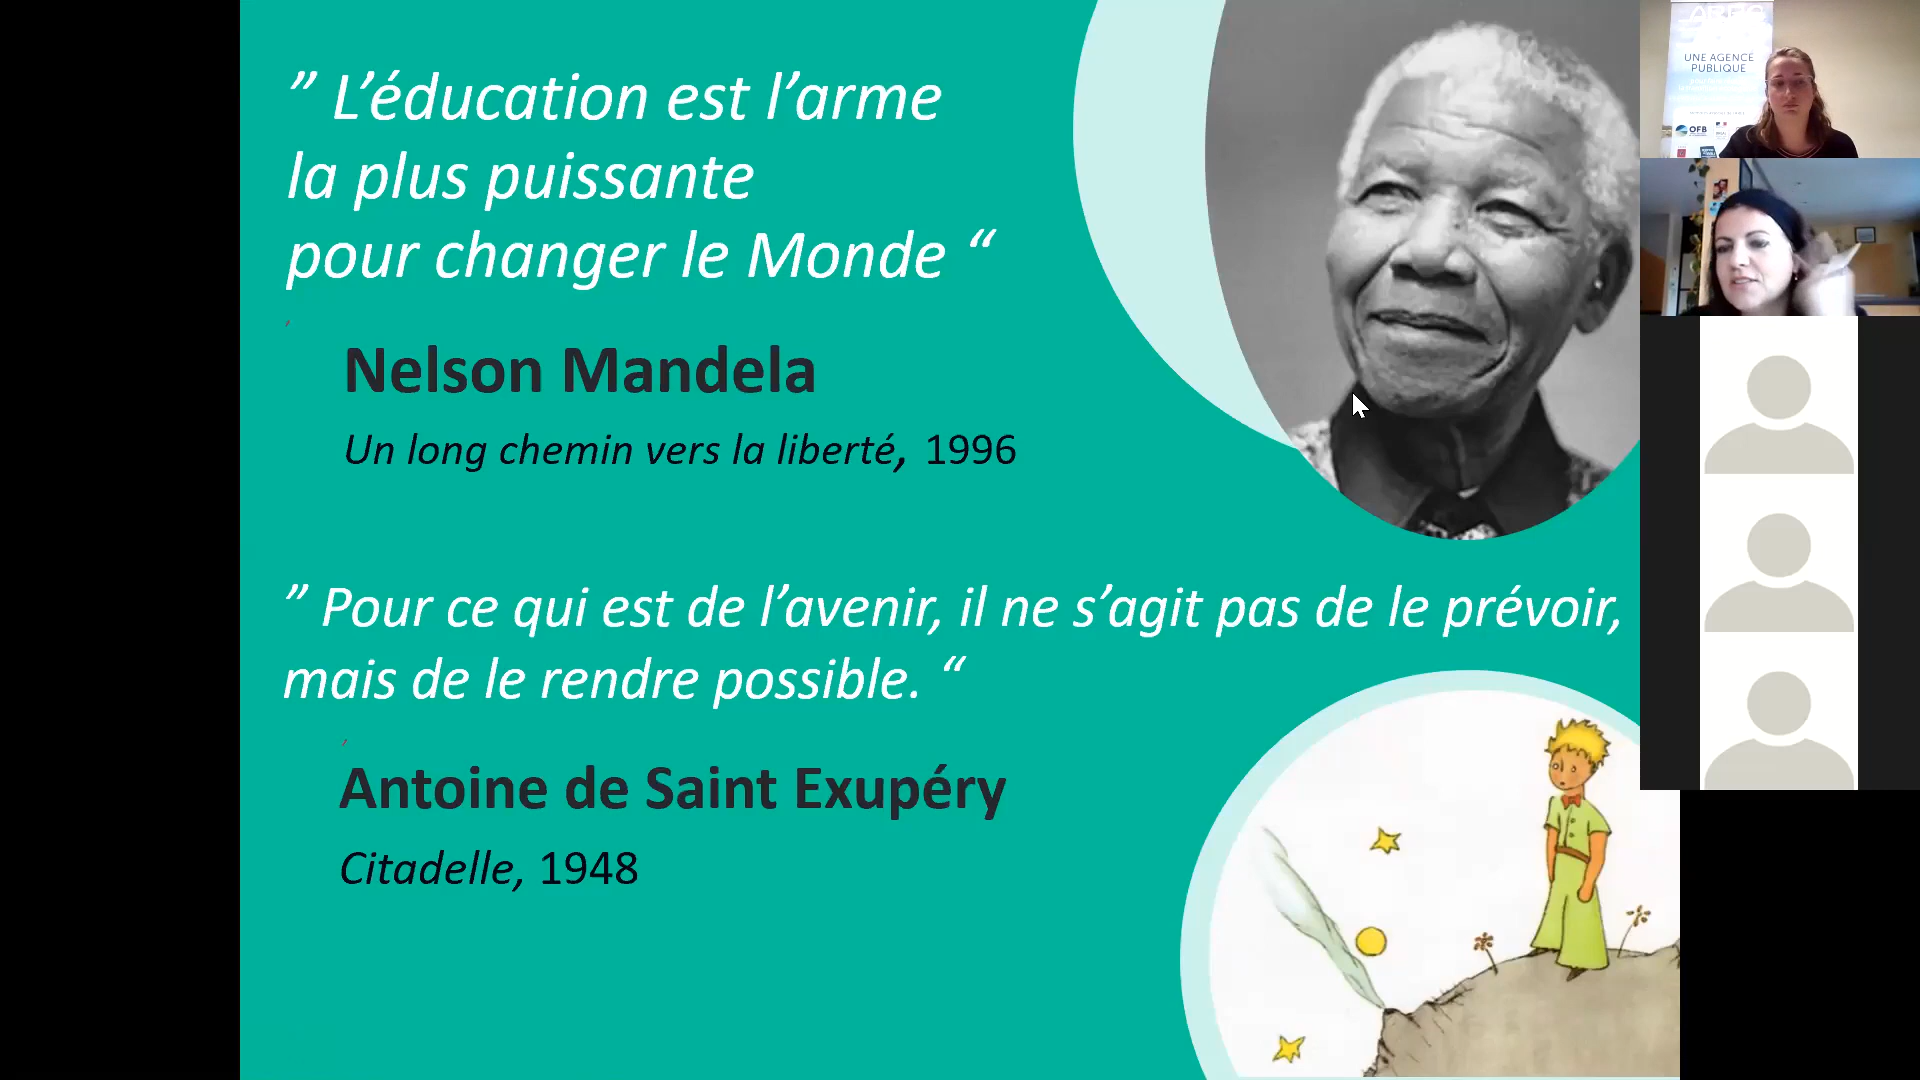 ” L’éducation est l’arme
la plus puissante
pour changer le Monde “
Nelson Mandela
Un long chemin vers la liberté, 1996
” Pour ce qui est de l’avenir, il ne s’agit pas de le prévoir,
mais de le rendre possible. “
Antoine de Saint Exupéry
Citadelle, 1948
UNE AGENCE
PUBLIQUE
OFB